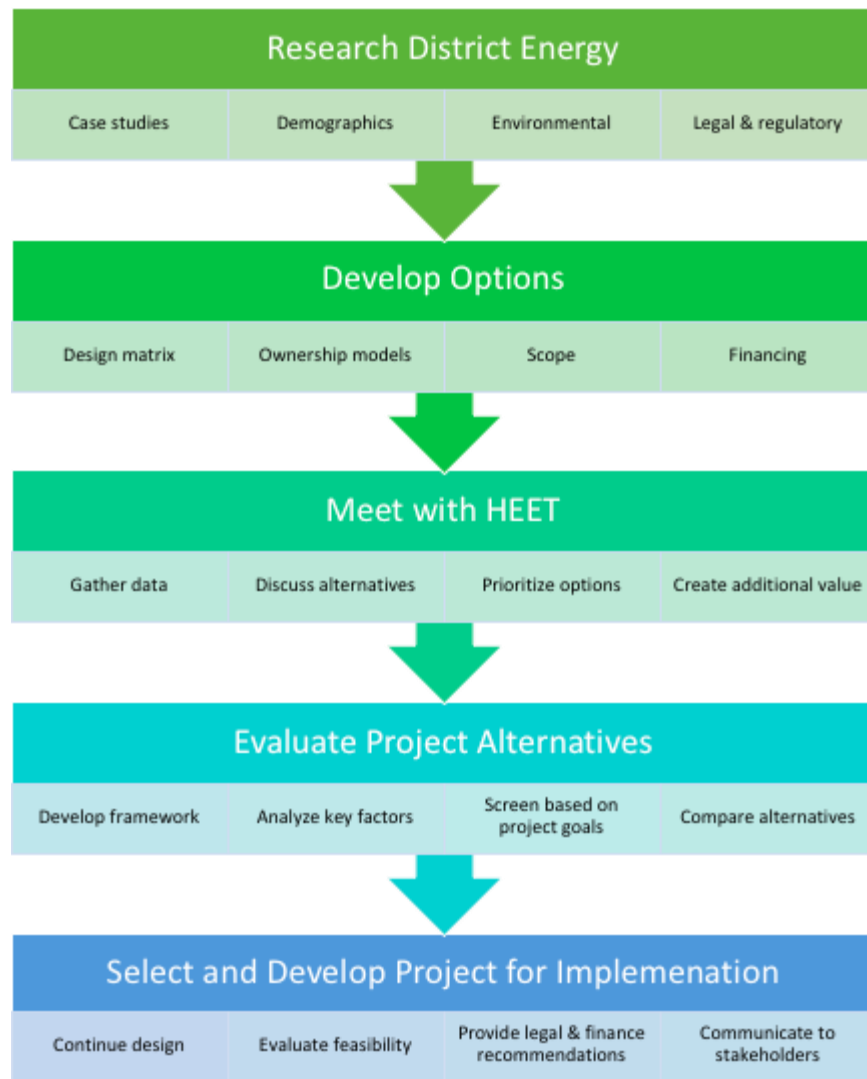 Research District Energy
Case studies
Demographics
Environmental
Legal & regulatory
Develop Options
Design matrix
Ownership models
Scope
Financing
Meet with HEET
Gather data
Discuss alternatives
Prioritize options
Create additional value
Evaluate Project Alternatives
Develop framework
Analyze key factors
Screen based on
project goals
Compare alternatives
Select and Develop Project for Implemenation
Continue design
Evaluate feasibility
Provide legal & finance
recommendations
Communicate to
stakeholders